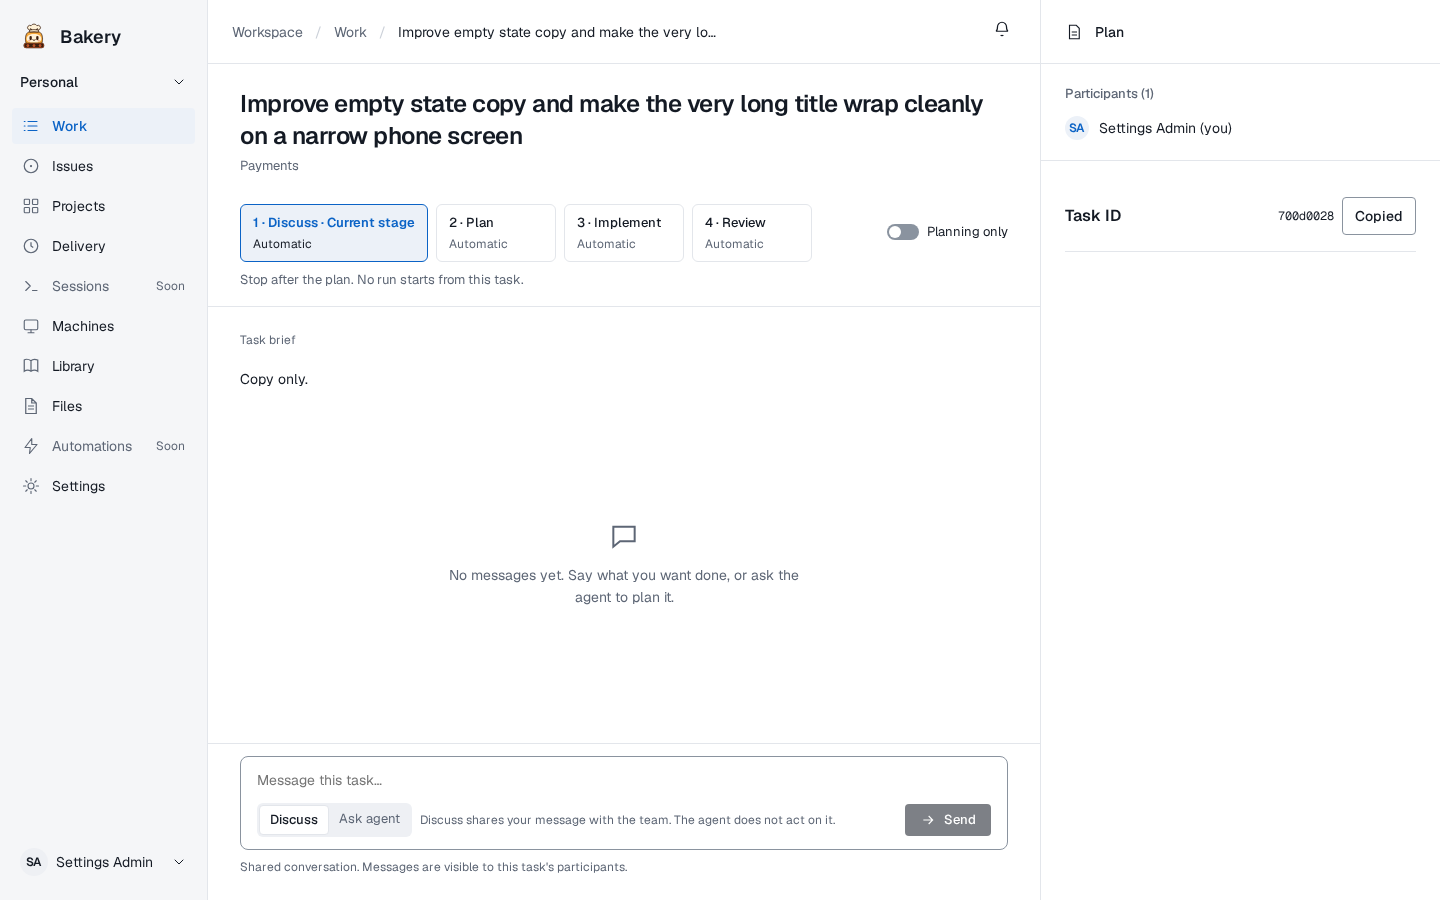 Bakery
Personal
Work
Issues
Projects
Delivery
Sessions Soon
Machines
Library
Files
Automations Soon
Settings
SA Settings Admin
Workspace / Work / Improve empty state copy and make the very lo...
Improve empty state copy and make the very long title wrap cleanly
on a narrow phone screen
Payments
1 · Discuss · Current stage
Automatic
2 · Plan
Automatic
3 · Implement
Automatic
4 · Review
Automatic
Planning only
Stop after the plan. No run starts from this task.
Task brief
Copy only.
No messages yet. Say what you want done, or ask the
agent to plan it.
Message this task...
Discuss Ask agent Discuss shares your message with the team. The agent does not act on it. Send
Shared conversation. Messages are visible to this task's participants.
Plan
Participants (1)
SA Settings Admin (you)
Task ID 700d0028 Copied